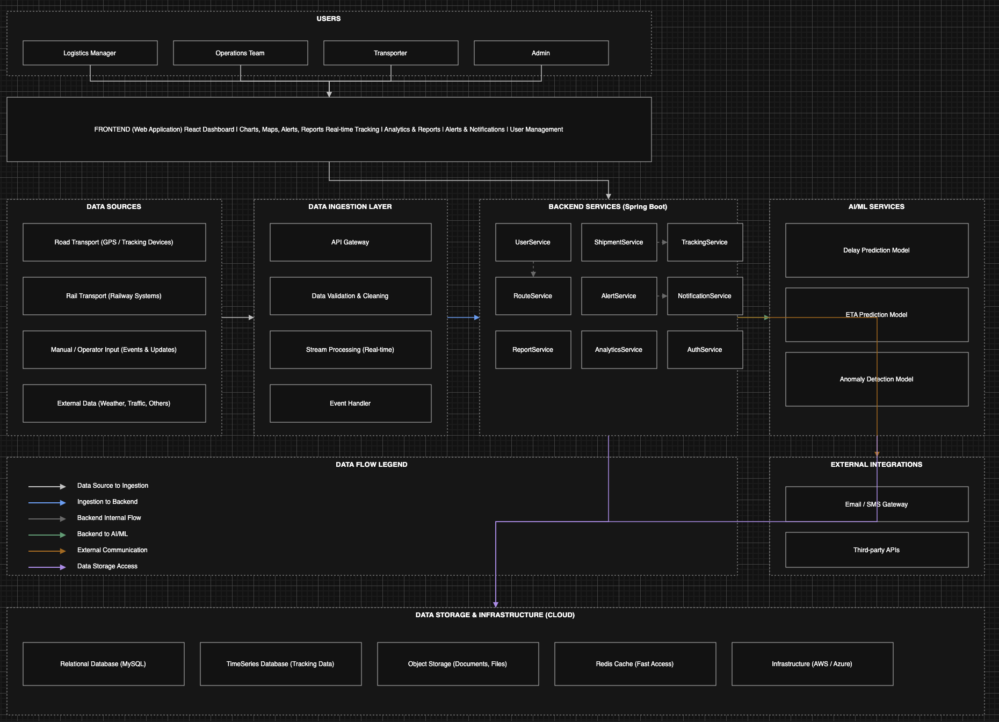 USERS
Logistics Manager
Operations Team
Transporter
Admin
FRONTEND (Web Application) React Dashboard | Charts, Maps, Alerts, Reports Real-time Tracking | Analytics & Reports | Alerts & Notifications | User Management
DATA SOURCES
Road Transport (GPS / Tracking Devices)
Rail Transport (Railway Systems)
Manual / Operator Input (Events & Updates)
External Data (Weather, Traffic, Others)
DATA INGESTION LAYER
API Gateway
Data Validation & Cleaning
Stream Processing (Real-time)
Event Handler
BACKEND SERVICES (Spring Boot)
UserService
ShipmentService
TrackingService
RouteService
AlertService
NotificationService
ReportService
AnalyticsService
AuthService
AI/ML SERVICES
Delay Prediction Model
ETA Prediction Model
Anomaly Detection Model
DATA FLOW LEGEND
Data Source to Ingestion
Ingestion to Backend
Backend Internal Flow
Backend to AI/ML
External Communication
Data Storage Access
EXTERNAL INTEGRATIONS
Email / SMS Gateway
Third-party APIs
DATA STORAGE & INFRASTRUCTURE (CLOUD)
Relational Database (MySQL)
TimeSeries Database (Tracking Data)
Object Storage (Documents, Files)
Redis Cache (Fast Access)
Infrastructure (AWS / Azure)